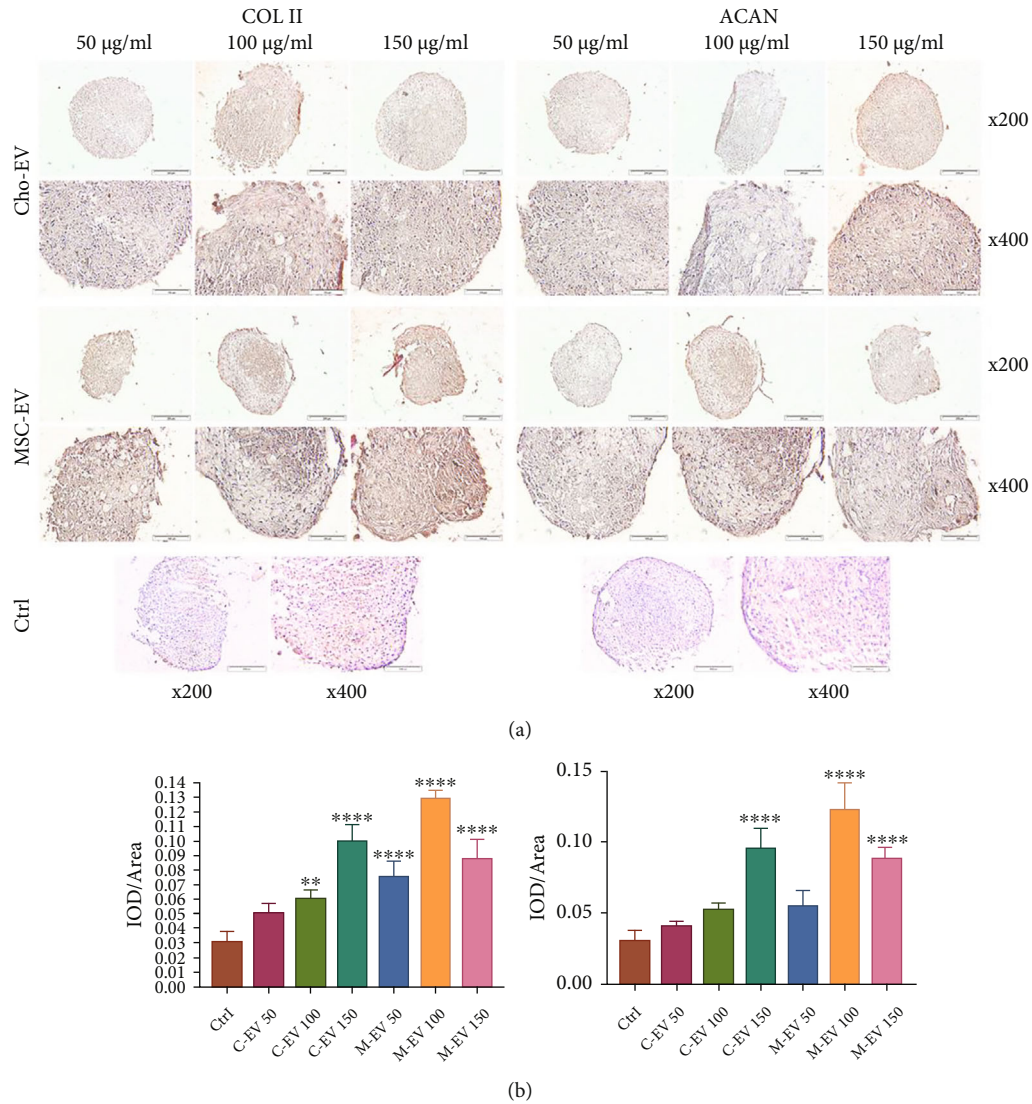 COL II
ACAN
50 µg/ml
100 µg/ml
150 µg/ml
50 µg/ml
100 µg/ml
150 µg/ml
Cho-EV
x200
x400
MSC-EV
x200
x400
Ctrl
x200
x400
x200
x400
(a)
IOD/Area
0.14
0.13
0.12
0.11
0.10
0.09
0.08
0.07
0.06
0.05
0.04
0.03
0.02
0.01
0.00
**
****
****
****
****
Ctrl
C-EV 50
C-EV 100
C-EV 150
M-EV 50
M-EV 100
M-EV 150
IOD/Area
0.15
0.10
0.05
0.00
****
****
****
Ctrl
C-EV 50
C-EV 100
C-EV 150
M-EV 50
M-EV 100
M-EV 150
(b)